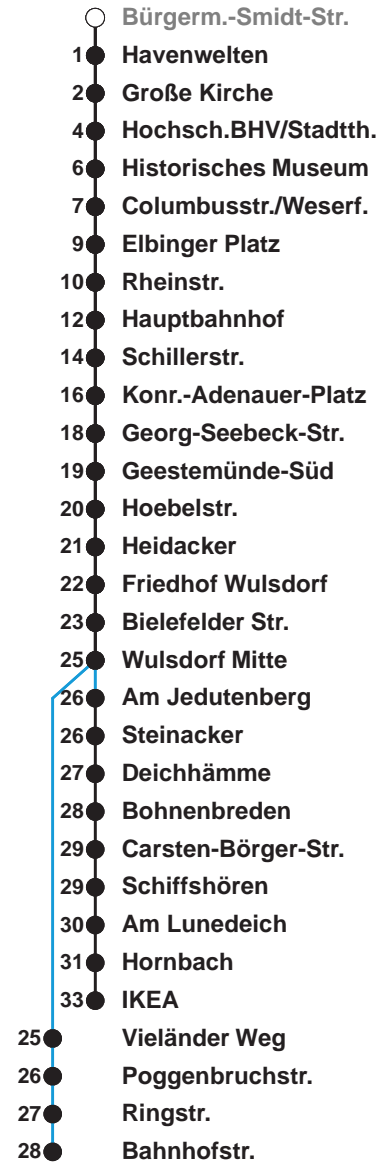 Bürgerm.-Smidt-Str.
1 Havenwelten
2 Große Kirche
4 Hochsch.BHV/Stadtth.
6 Historisches Museum
7 Columbusstr./Weserf.
9 Elbinger Platz
10 Rheinstr.
12 Hauptbahnhof
14 Schillerstr.
16 Konr.-Adenauer-Platz
18 Georg-Seebeck-Str.
19 Geestemünde-Süd
20 Hoebelstr.
21 Heidacker
22 Friedhof Wulsdorf
23 Bielefelder Str.
25 Wulsdorf Mitte
26 Am Jedutenberg
26 Steinacker
27 Deichhämme
28 Bohnenbreden
29 Carsten-Börger-Str.
29 Schiffshören
30 Am Lunedeich
31 Hornbach
33 IKEA
25 Vieländer Weg
26 Poggenbruchstr.
27 Ringstr.
28 Bahnhofstr.